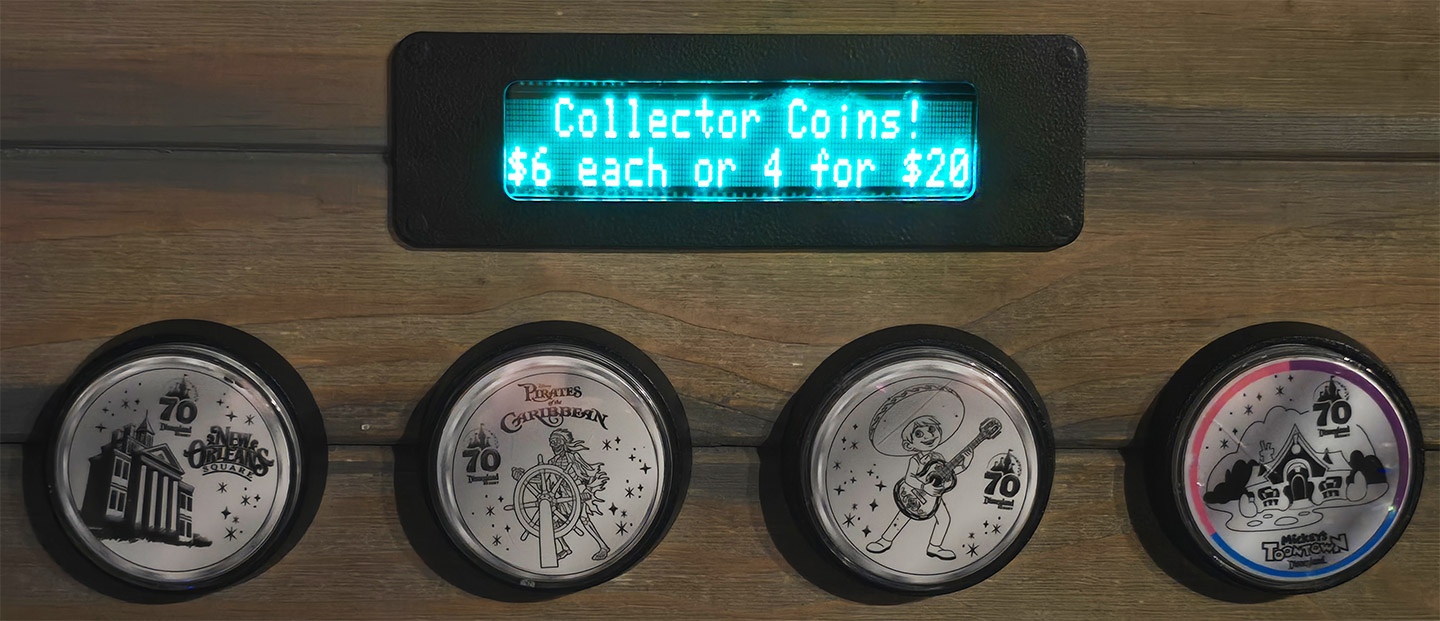 Collector Coins!
$6 each or 4 for $20
70
Disneyland
NEW
ORLEANS
SQUARE
Disney
PIRATES
of the
CARIBBEAN
70
Disneyland
70
Disneyland
70
Disneyland
MICKEY'S
TOONTOWN
Disneyland